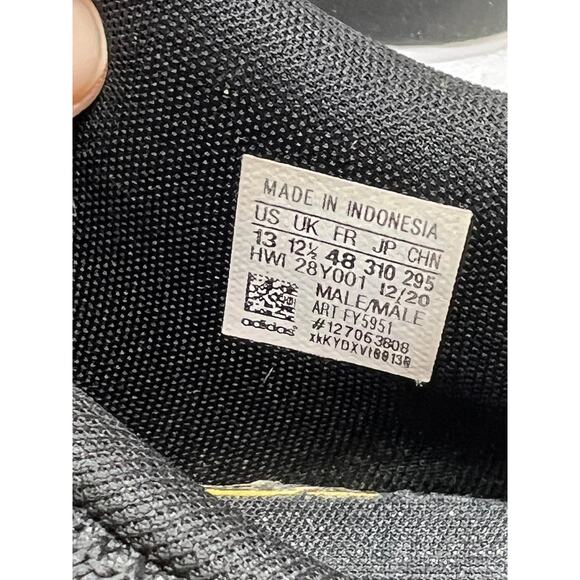 MADE IN INDONESIA
US UK FR JP CHN
13 12½ 48 310 295
HWI 28Y001 12/20
MALE/MALE
ART FY5951
#127063808
adidas